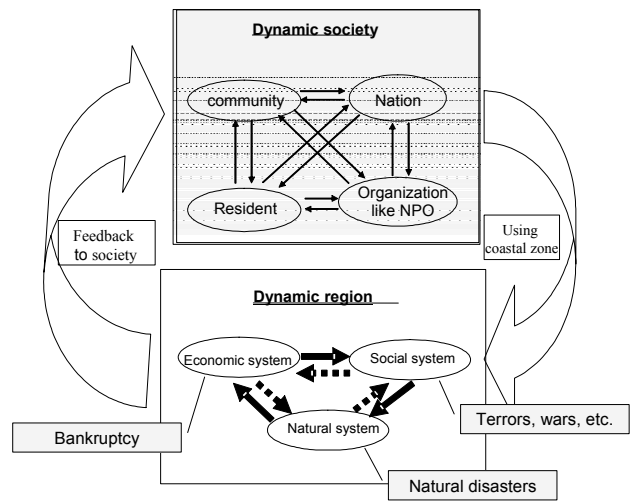 Dynamic society
community
Nation
Resident
Organization
like NPO
Feedback
to society
Using
coastal zone
Dynamic region
Economic system
Social system
Natural system
Bankruptcy
Terrors, wars, etc.
Natural disasters